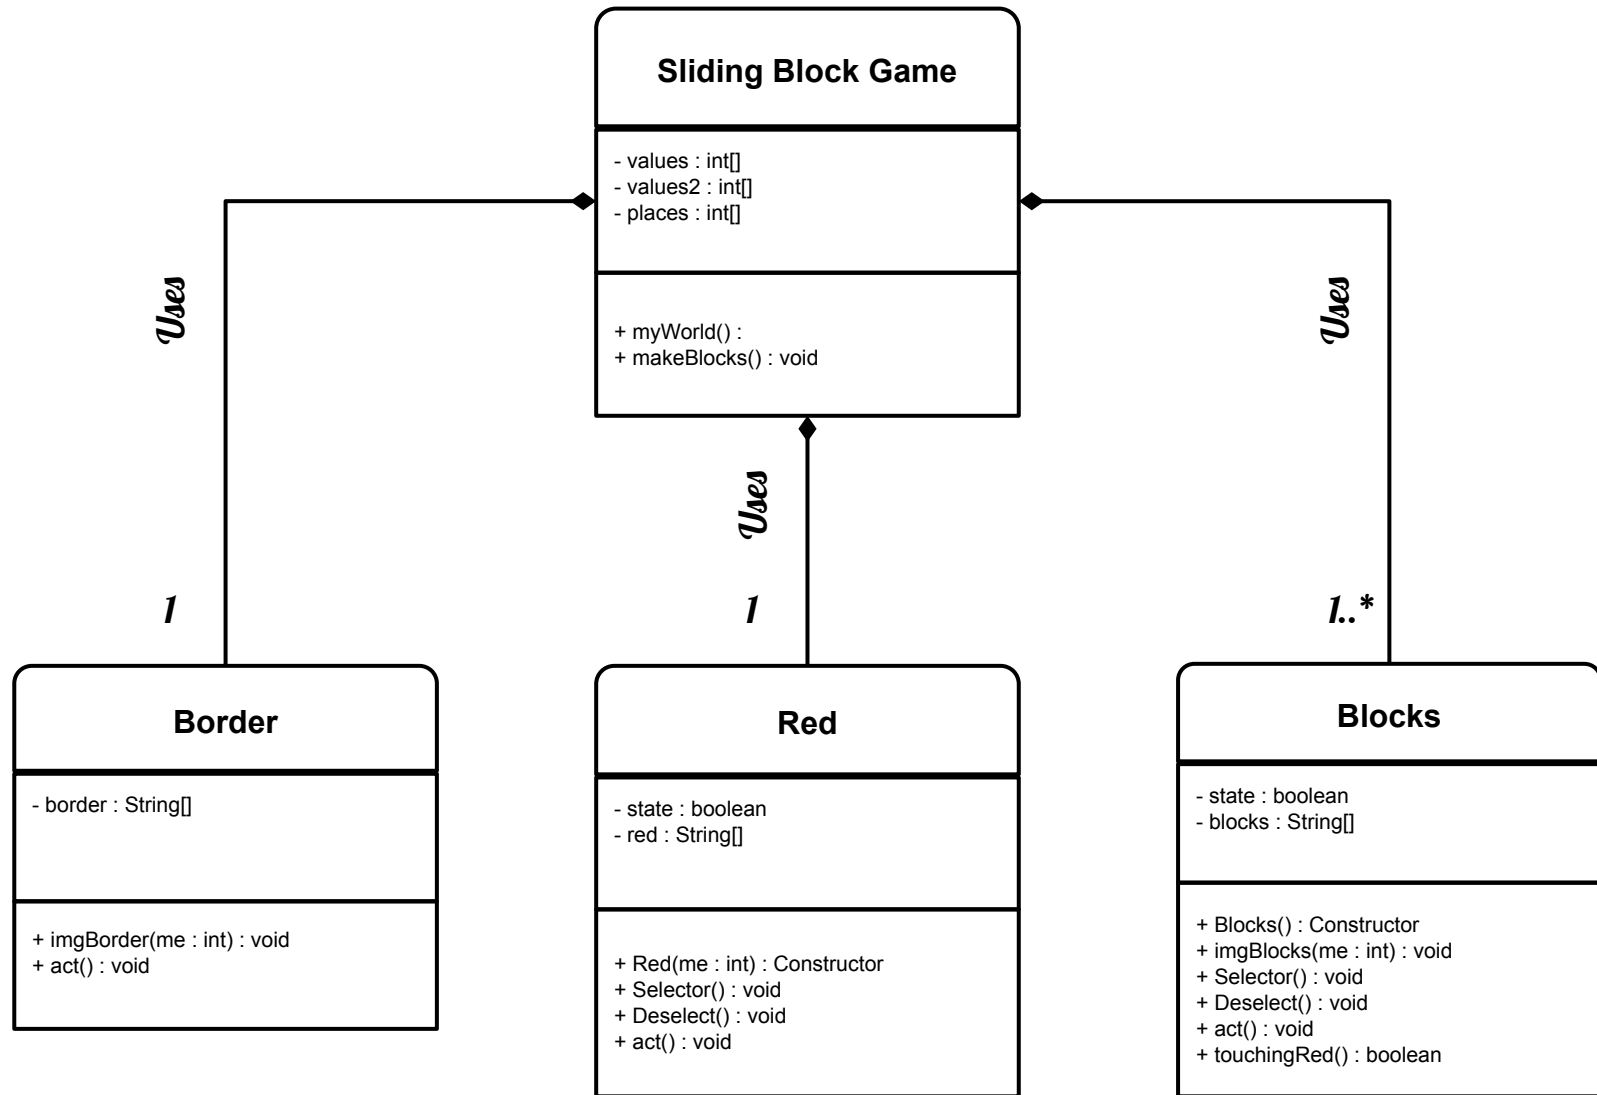 Sliding Block Game
- values : int[]
- values2 : int[]
- places : int[]
+ myWorld() :
+ makeBlocks() : void
Uses
Uses
Uses
1
1
1..*
Border
- border : String[]
+ imgBorder(me : int) : void
+ act() : void
Red
- state : boolean
- red : String[]
+ Red(me : int) : Constructor
+ Selector() : void
+ Deselect() : void
+ act() : void
Blocks
- state : boolean
- blocks : String[]
+ Blocks() : Constructor
+ imgBlocks(me : int) : void
+ Selector() : void
+ Deselect() : void
+ act() : void
+ touchingRed() : boolean